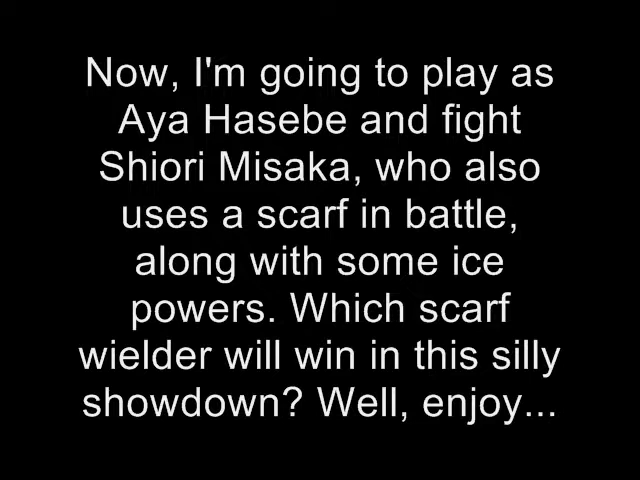 Now, I'm going to play as
Aya Hasebe and fight
Shiori Misaka, who also
uses a scarf in battle,
along with some ice
powers. Which scarf
wielder will win in this silly
showdown? Well, enjoy...